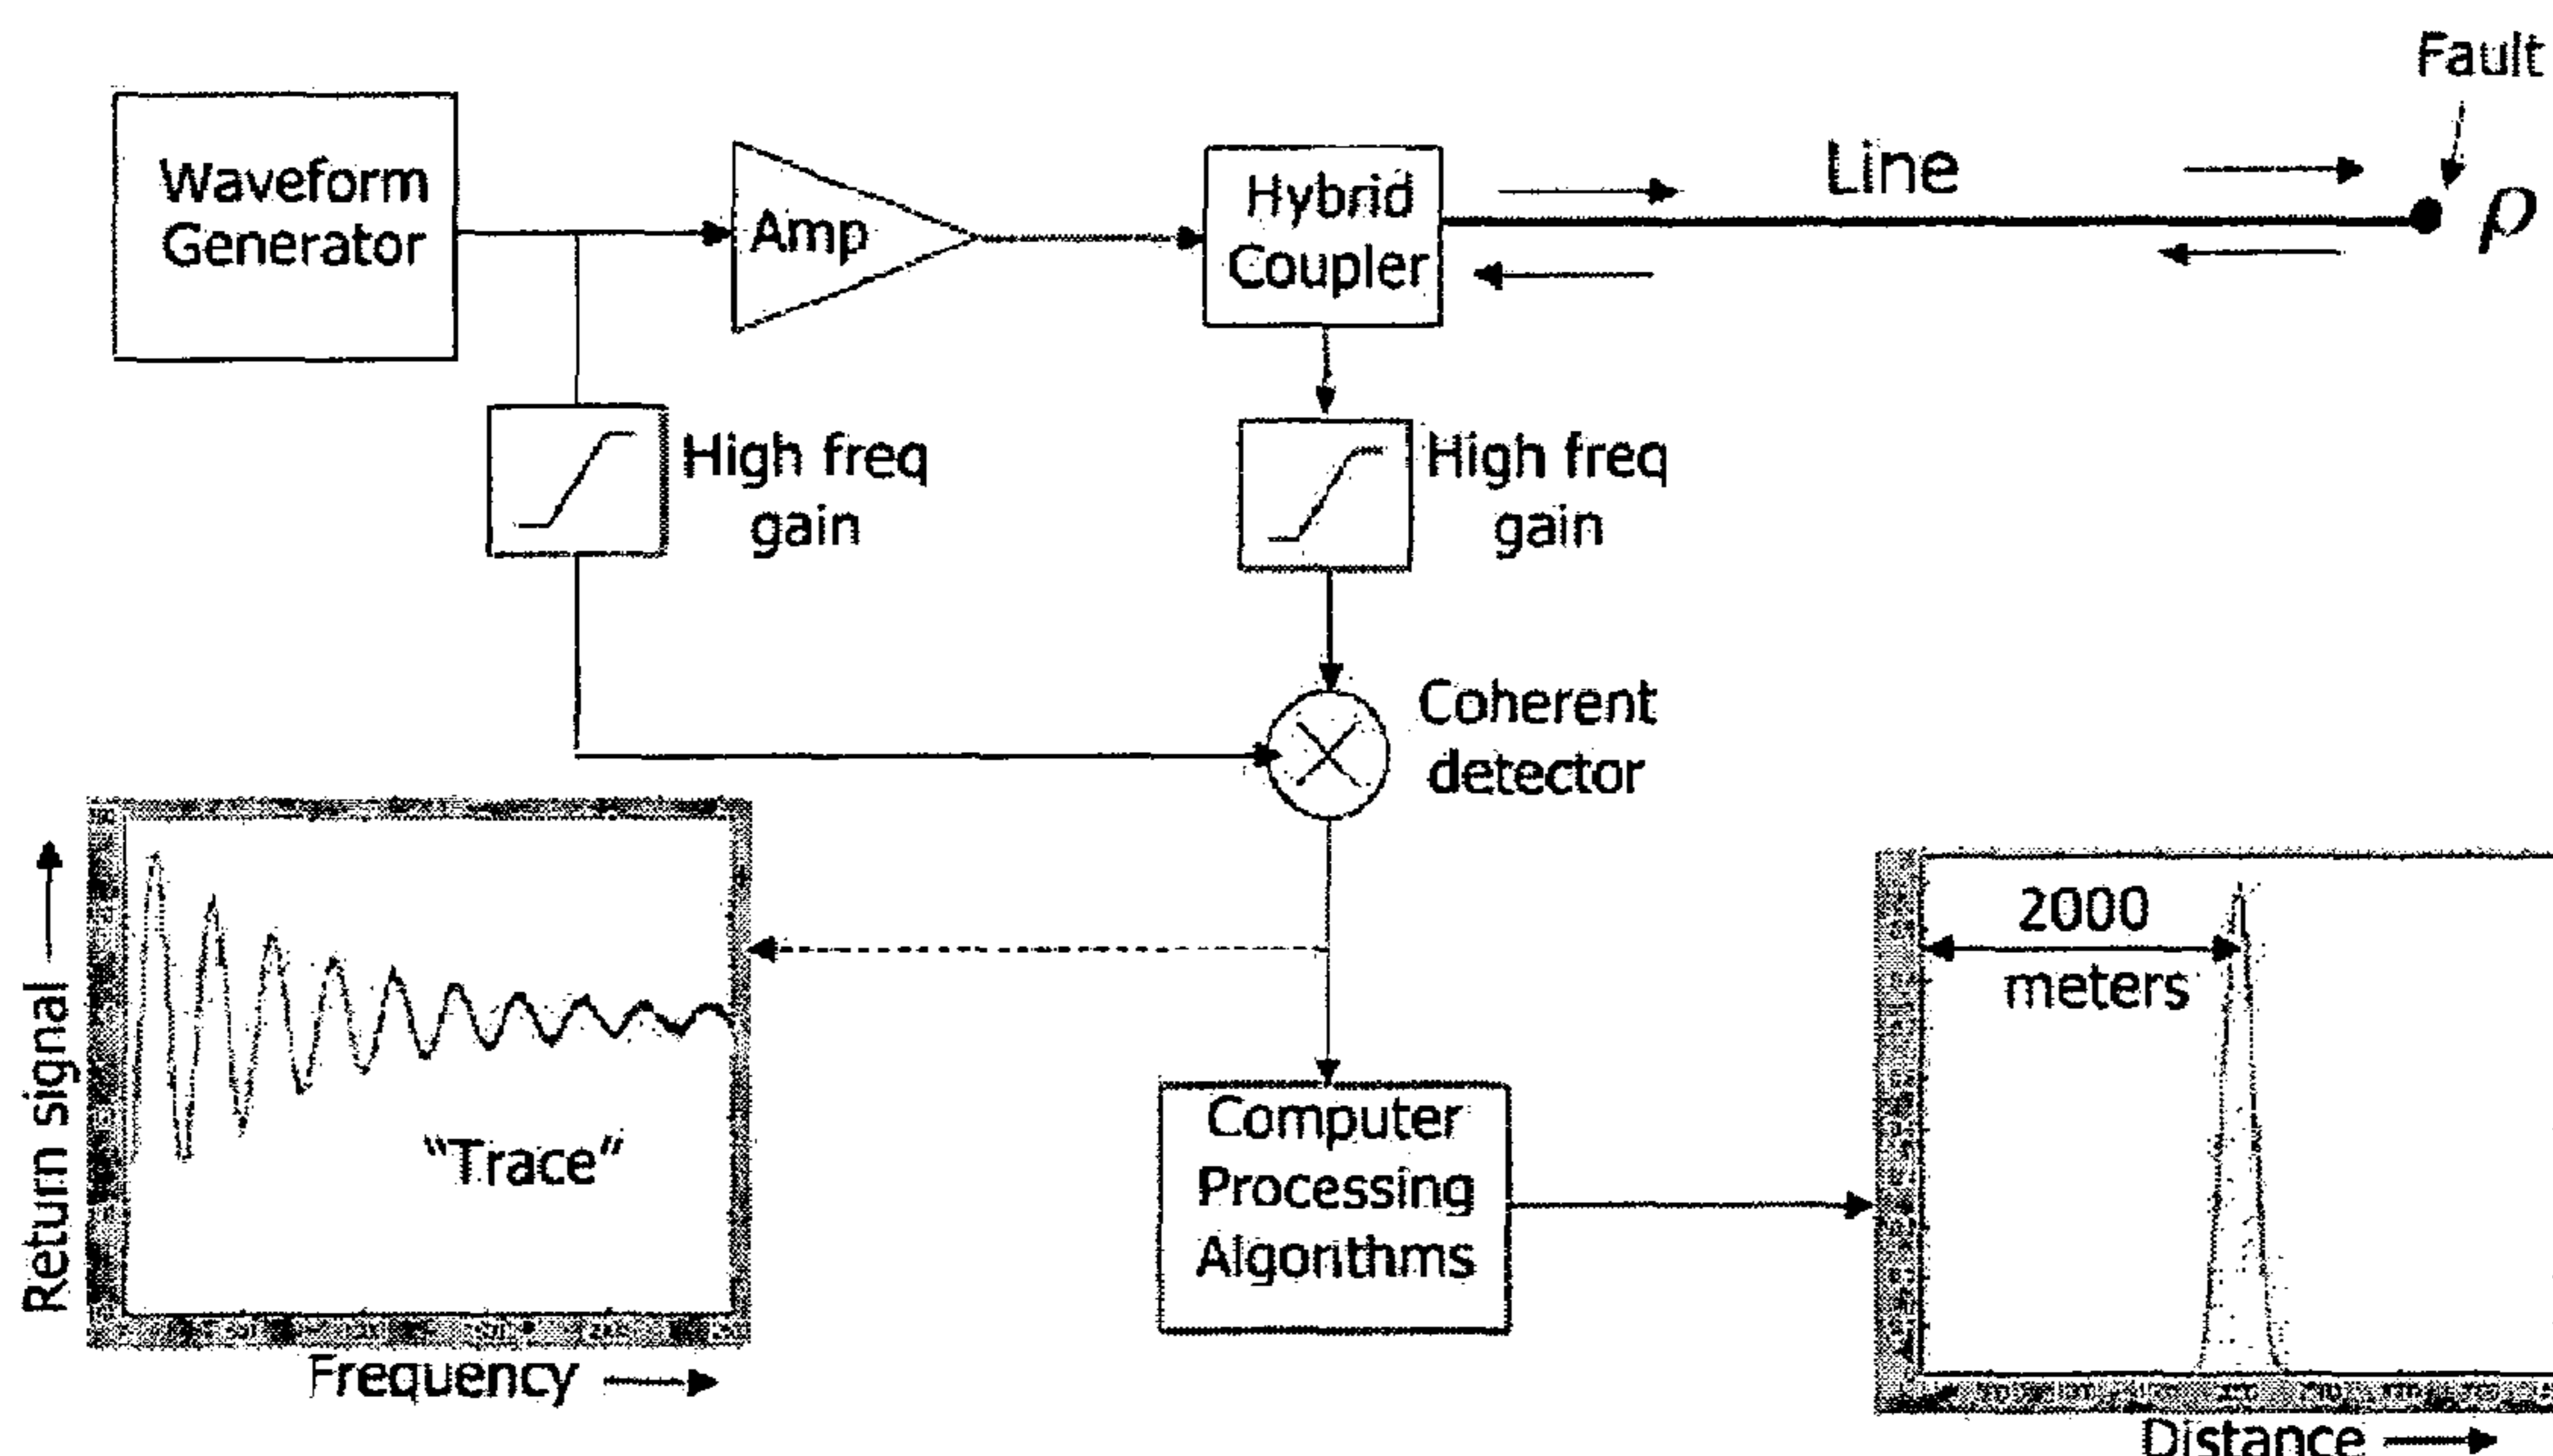 Fault
Waveform
Generator
Amp
Hybrid
Coupler
Line
ρ
High freq
gain
High freq
gain
Coherent
detector
Return signal
"Trace"
Frequency
2000
meters
Computer
Processing
Algorithms
Distance